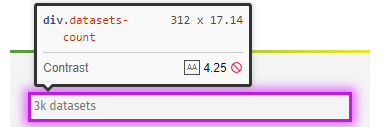 div.datasets-count 312 x 17.14
Contrast AA 4.25
3k datasets